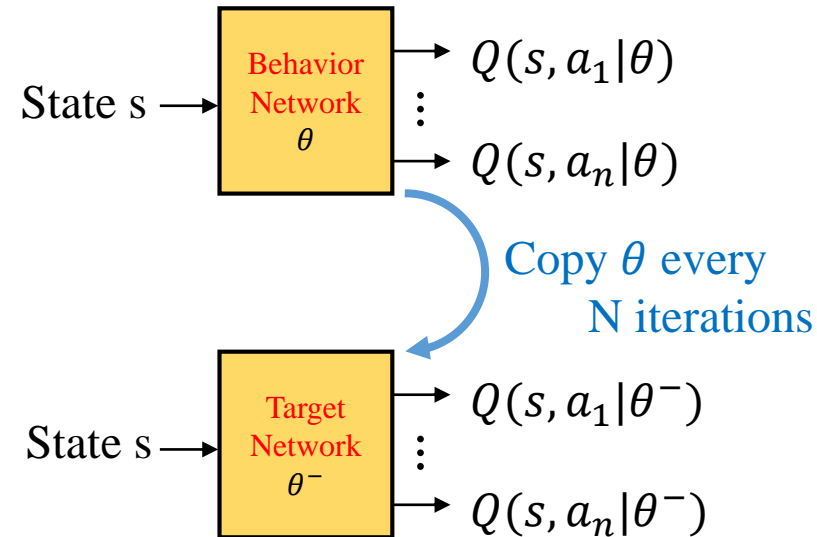 Behavior
Network
θ
State s
Q(s, a₁|θ)
⋮
Q(s, aₙ|θ)
Copy θ every
N iterations
Target
Network
θ⁻
State s
Q(s, a₁|θ⁻)
⋮
Q(s, aₙ|θ⁻)